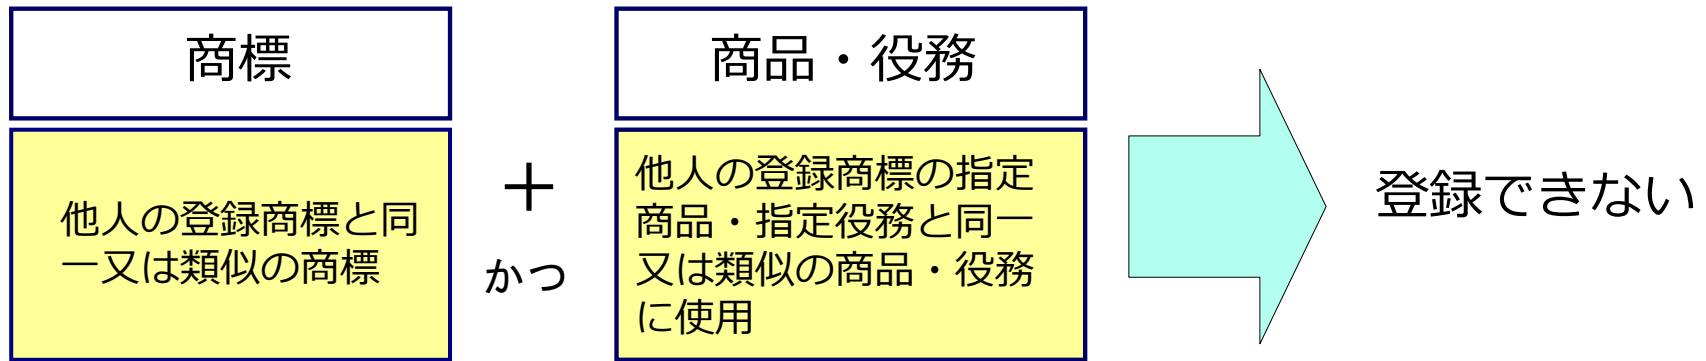 商標
他人の登録商標と同
一又は類似の商標
＋
かつ
商品・役務
他人の登録商標の指定
商品・指定役務と同一
又は類似の商品・役務
に使用
登録できない